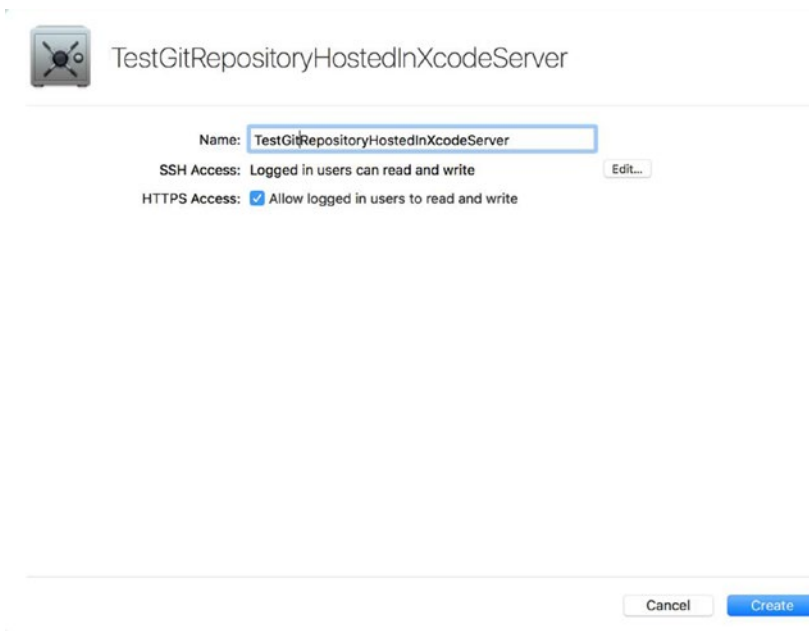 TestGitRepositoryHostedInXcodeServer
Name: TestGitRepositoryHostedInXcodeServer
SSH Access: Logged in users can read and write Edit...
HTTPS Access: Allow logged in users to read and write
Cancel Create